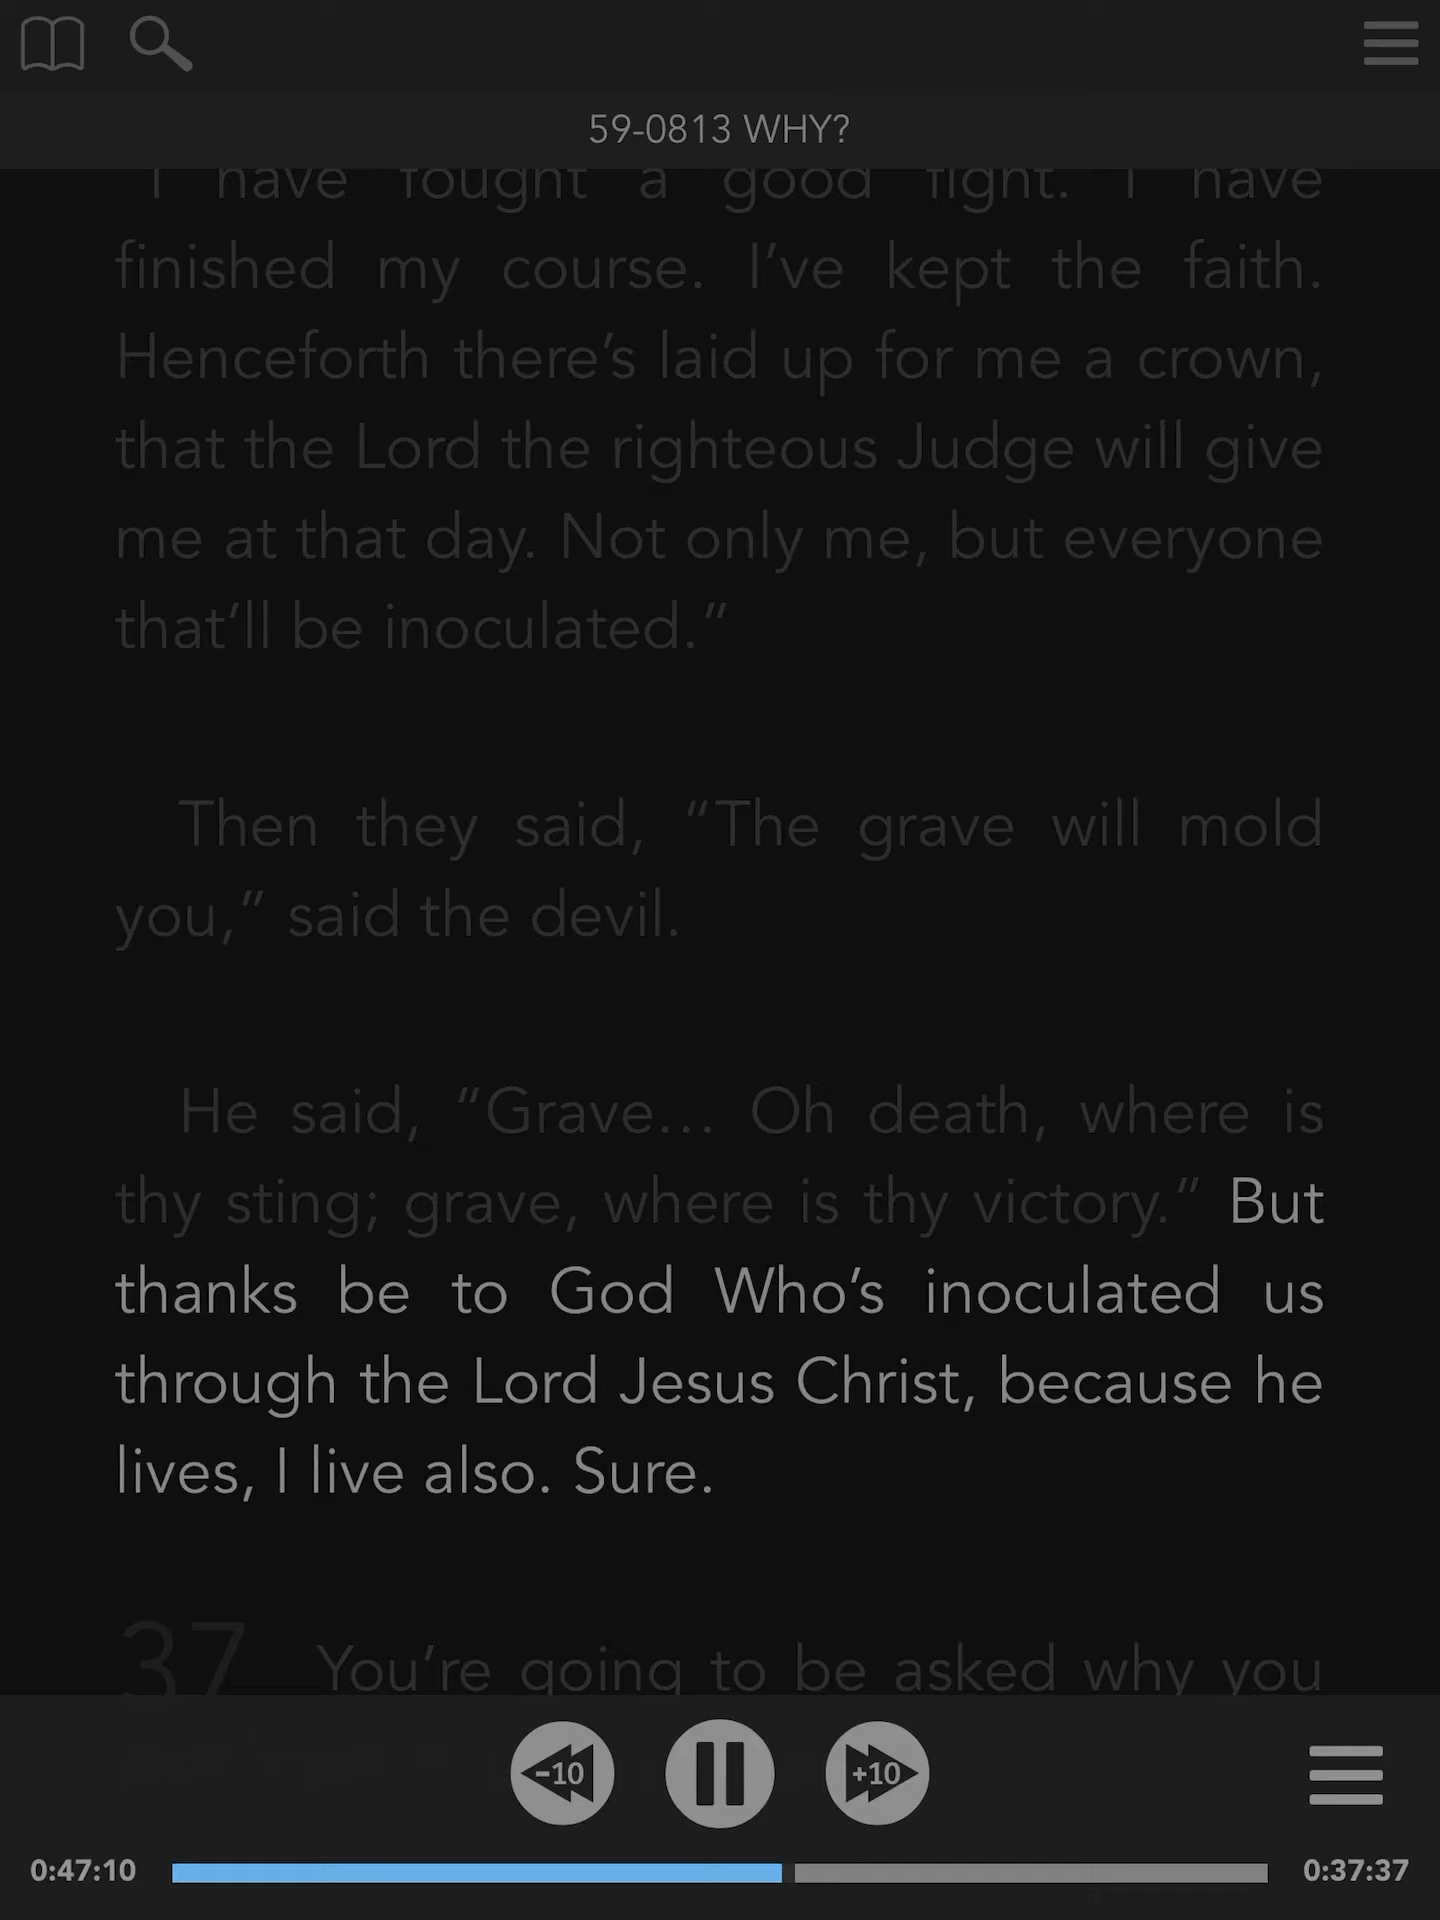 59-0813 WHY?
I have fought a good fight. I have
finished my course. I’ve kept the faith.
Henceforth there’s laid up for me a crown,
that the Lord the righteous Judge will give
me at that day. Not only me, but everyone
that’ll be inoculated.”
Then they said, “The grave will mold
you,” said the devil.
He said, “Grave... Oh death, where is
thy sting; grave, where is thy victory.” But
thanks be to God Who’s inoculated us
through the Lord Jesus Christ, because he
lives, I live also. Sure.
37 You’re going to be asked why you
-10 +10
0:47:10 0:37:37